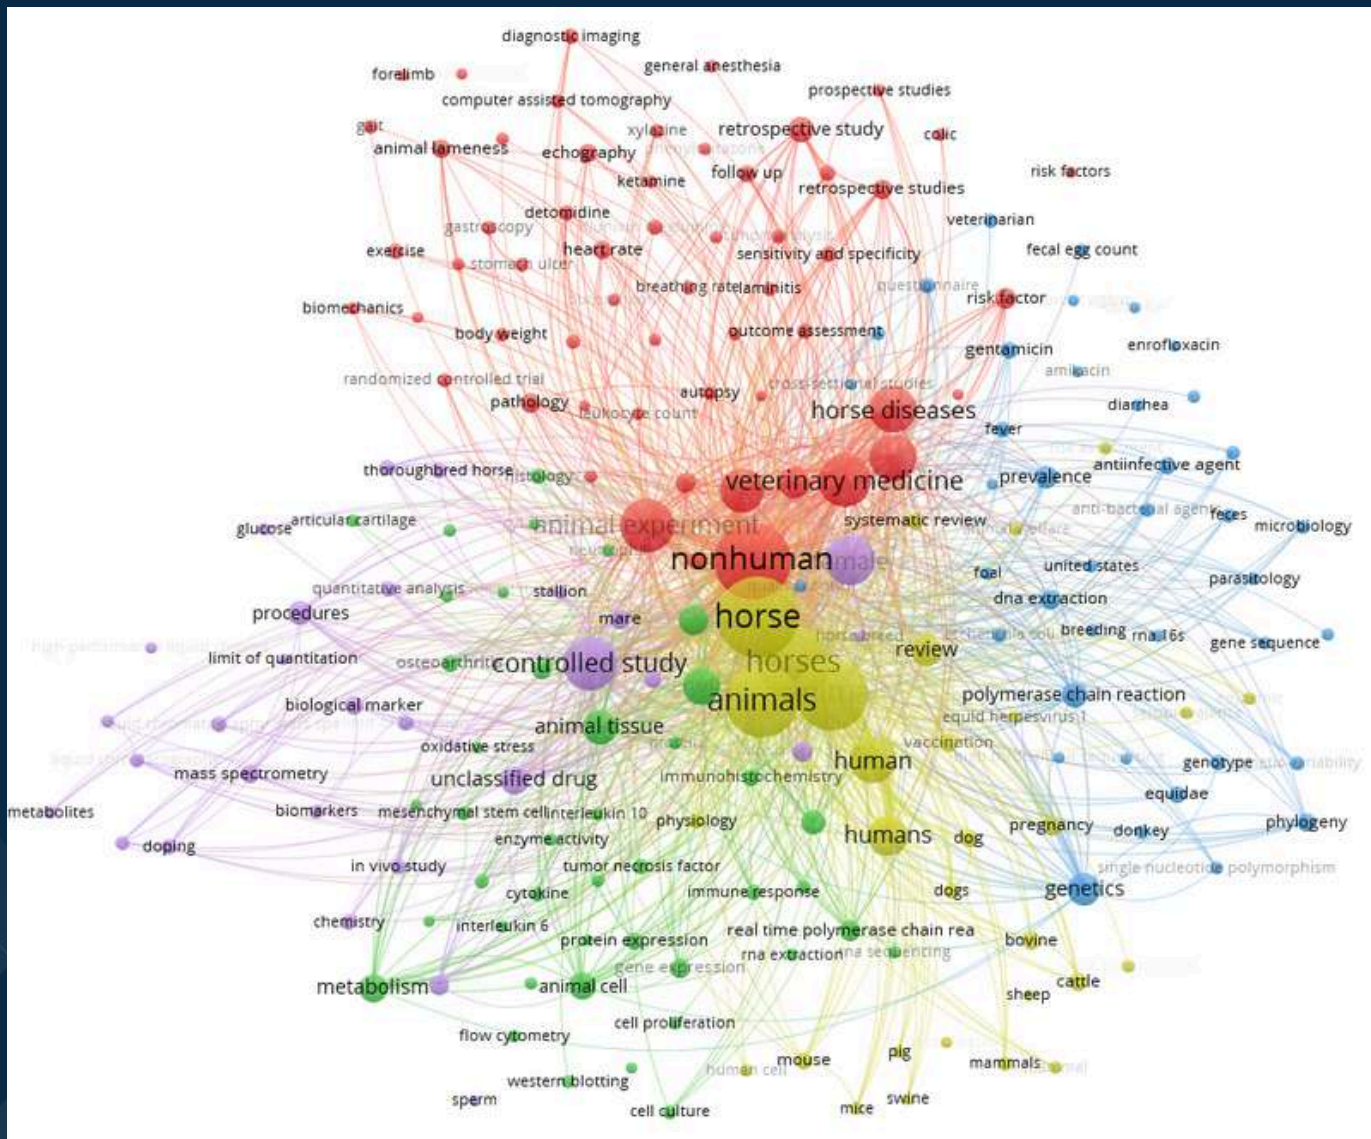 diagnostic imaging
general anesthesia
forelimb
prospective studies
computer assisted tomography
gait
xylazine
retrospective study
colic
animal lameness
echography
follow up
risk factors
ketamine
retrospective studies
detomidine
veterinarian
gastroscopy
exercise
heart rate
sensitivity and specificity
fecal egg count
stomach ulcer
breathing rate
laminitis
questionnaire
risk factor
biomechanics
body weight
outcome assessment
gentamicin
enrofloxacin
amikacin
randomized controlled trial
autopsy
cross-sectional studies
pathology
leukocyte count
horse diseases
diarrhea
fever
thoroughbred horse
histology
veterinary medicine
prevalence
antiinfective agent
anti-bacterial agent
feces
microbiology
glucose
articular cartilage
animal experiment
systematic review
nonhuman
male
foal
united states
parasitology
quantitative analysis
stallion
dna extraction
procedures
mare
horse
horse breed
breeding
rna 16s
gene sequence
limit of quantitation
osteoarthritis
controlled study
horses
review
biological marker
animals
polymerase chain reaction
equid herpesvirus 1
animal tissue
oxidative stress
vaccination
mass spectrometry
unclassified drug
immunohistochemistry
human
genotype
equidae
metabolites
biomarkers
mesenchymal stem cell
interleukin 10
physiology
humans
dog
pregnancy
donkey
phylogeny
doping
enzyme activity
in vivo study
tumor necrosis factor
single nucleotide polymorphism
cytokine
immune response
dogs
genetics
chemistry
interleukin 6
protein expression
real time polymerase chain rea
rna extraction
rna sequencing
bovine
gene expression
metabolism
animal cell
cattle
sheep
cell proliferation
flow cytometry
human cell
mouse
pig
mammals
western blotting
sperm
cell culture
mice
swine